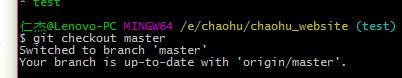 * test
仁杰@Lenovo-PC MINGW64 /e/chaohu/chaohu_website (test)
$ git checkout master
Switched to branch 'master'
Your branch is up-to-date with 'origin/master'.